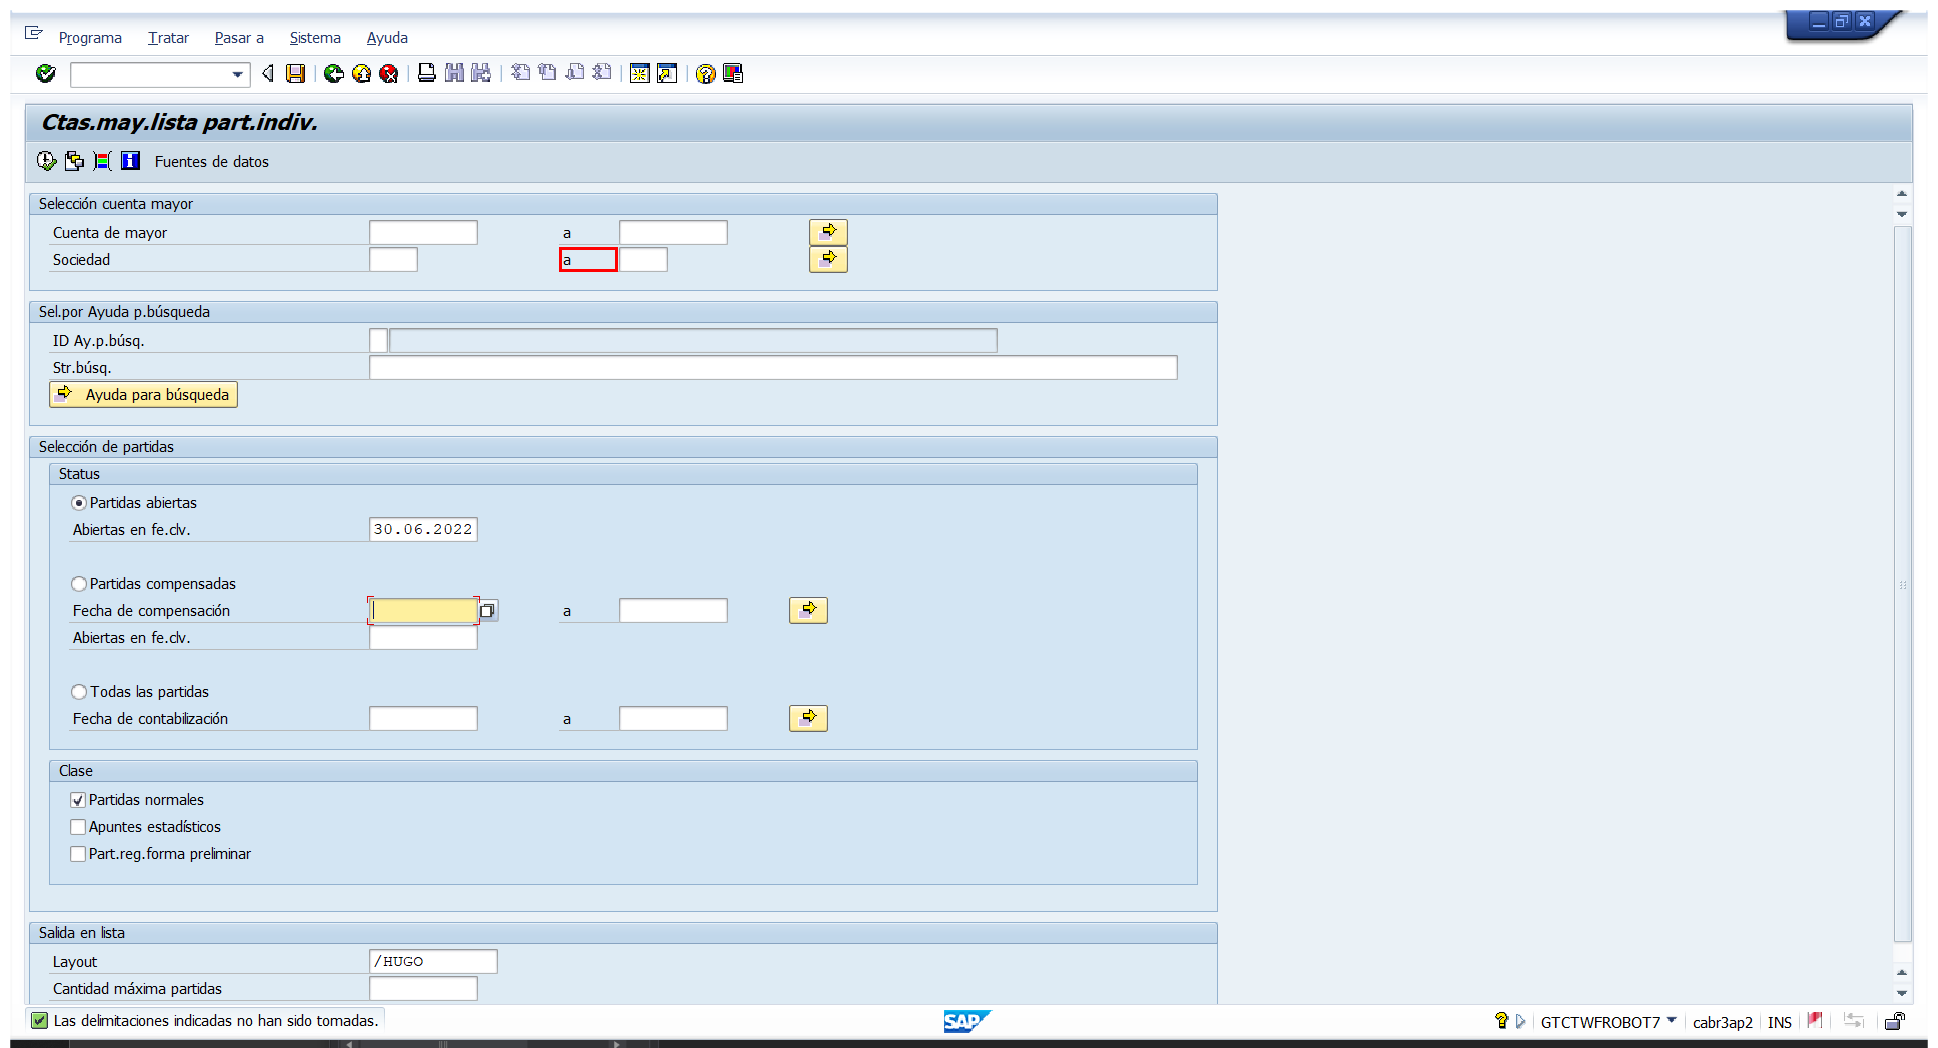 Programa Tratar Pasar a Sistema Ayuda
Ctas.may.lista part.indiv.
Fuentes de datos
Selección cuenta mayor
Cuenta de mayor a
Sociedad a
Sel.por Ayuda p.búsqueda
ID Ay.p.búsq.
Str.búsq.
Ayuda para búsqueda
Selección de partidas
Status
Partidas abiertas
Abiertas en fe.clv. 30.06.2022
Partidas compensadas
Fecha de compensación a
Abiertas en fe.clv.
Todas las partidas
Fecha de contabilización a
Clase
Partidas normales
Apuntes estadísticos
Part.reg.forma preliminar
Salida en lista
Layout /HUGO
Cantidad máxima partidas
Las delimitaciones indicadas no han sido tomadas. SAP GTCTWFROBOT7 cabr3ap2 INS